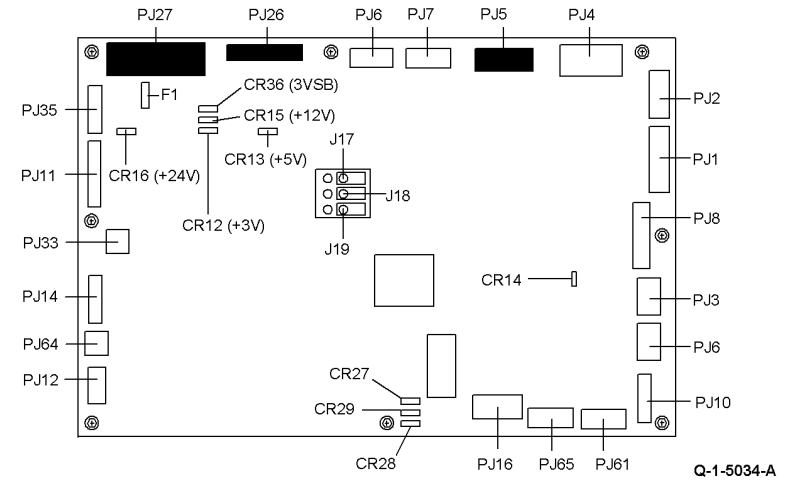 PJ27
PJ26
PJ6
PJ7
PJ5
PJ4
CR36 (3VSB)
F1
PJ35
CR15 (+12V)
PJ2
J17
CR13 (+5V)
PJ1
PJ11
CR16 (+24V)
J18
CR12 (+3V)
PJ8
PJ33
J19
CR14
PJ14
PJ3
PJ64
PJ6
CR27
PJ12
PJ10
CR29
CR28
PJ16
PJ65
PJ61
Q-1-5034-A